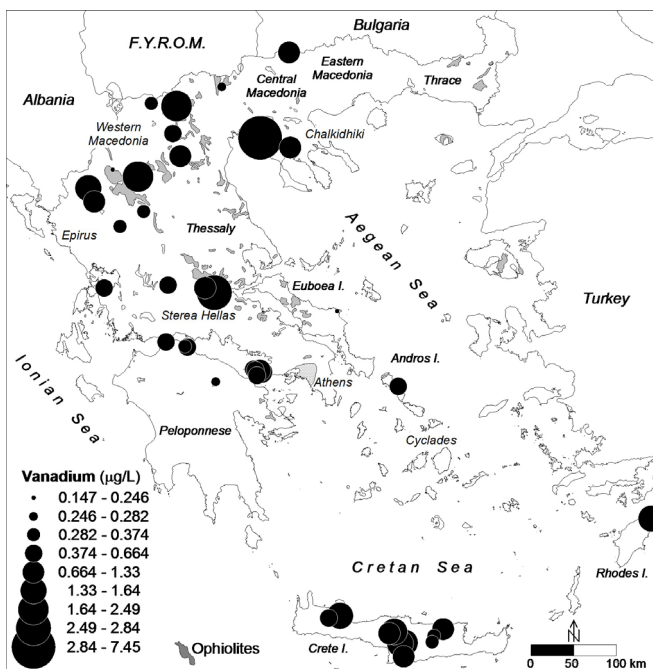 Bulgaria
F.Y.R.O.M.
Eastern
Macedonia
Central
Macedonia
Thrace
Albania
Western
Macedonia
Chalkidhiki
Thessaly
Epirus
Aegean Sea
Euboea I.
Turkey
Sterea Hellas
Ionian Sea
Andros I.
Athens
Peloponnese
Cyclades
Vanadium (µg/L)
0.147 - 0.246
0.246 - 0.282
0.282 - 0.374
0.374 - 0.664
0.664 - 1.33
1.33 - 1.64
1.64 - 2.49
2.49 - 2.84
2.84 - 7.45
Rhodes I.
Cretan Sea
Crete I.
Ophiolites
N
0 50 100 km